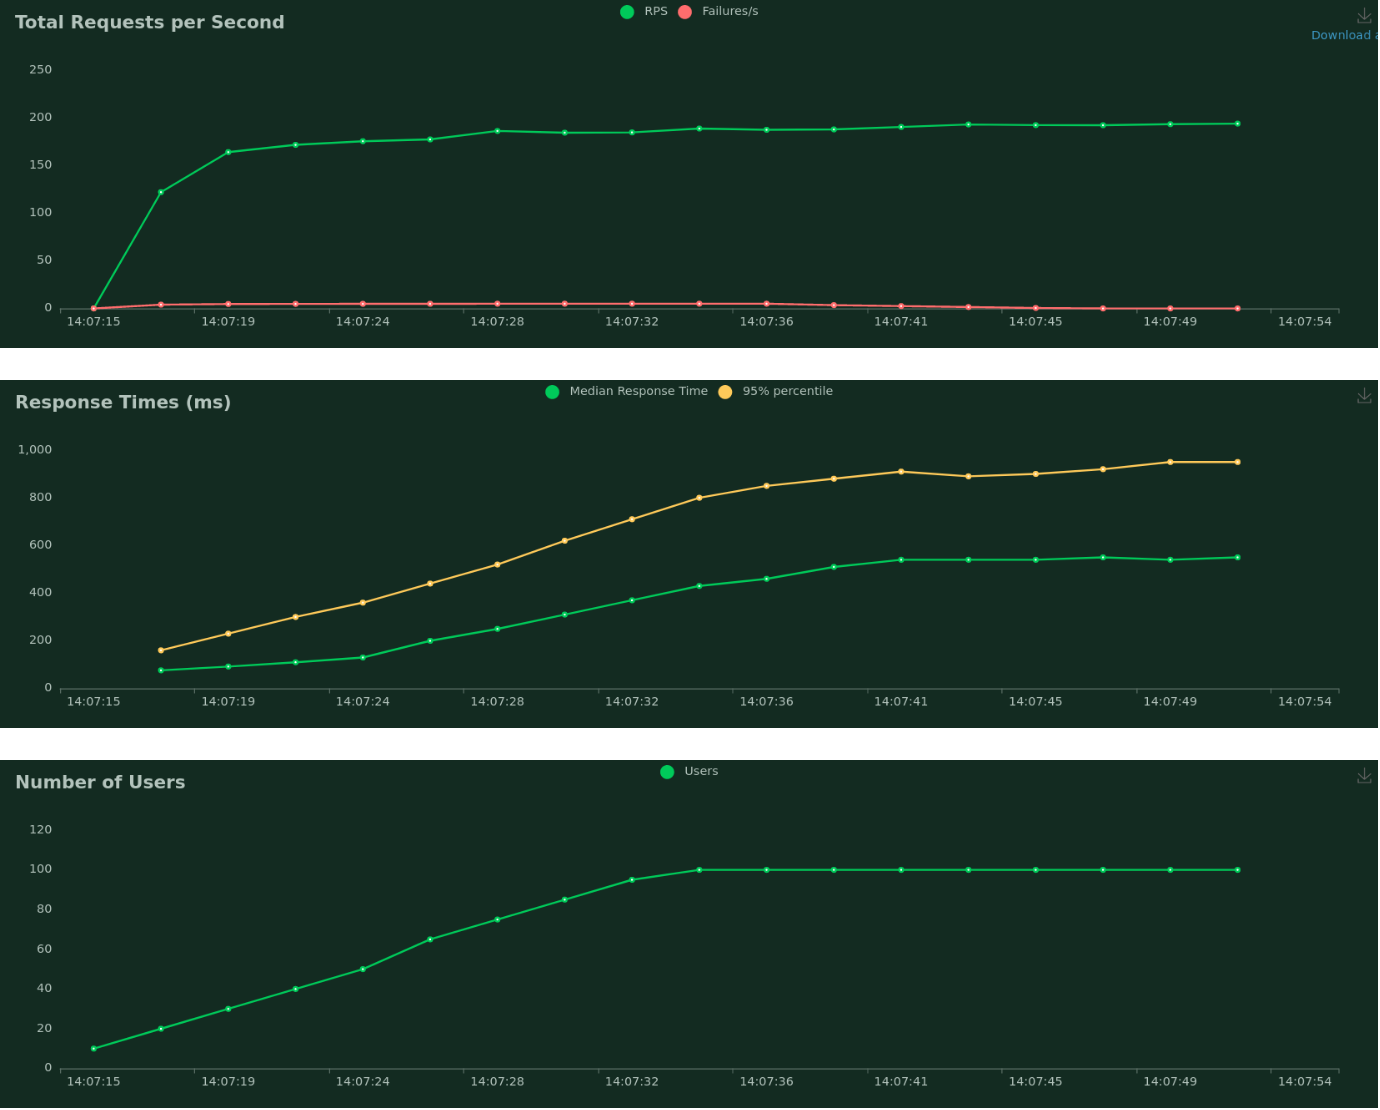 Total Requests per Second
RPS Failures/s
Download a
250
200
150
100
50
0
14:07:15 14:07:19 14:07:24 14:07:28 14:07:32 14:07:36 14:07:41 14:07:45 14:07:49 14:07:54
Response Times (ms)
Median Response Time 95% percentile
1,000
800
600
400
200
0
14:07:15 14:07:19 14:07:24 14:07:28 14:07:32 14:07:36 14:07:41 14:07:45 14:07:49 14:07:54
Number of Users
Users
120
100
80
60
40
20
0
14:07:15 14:07:19 14:07:24 14:07:28 14:07:32 14:07:36 14:07:41 14:07:45 14:07:49 14:07:54